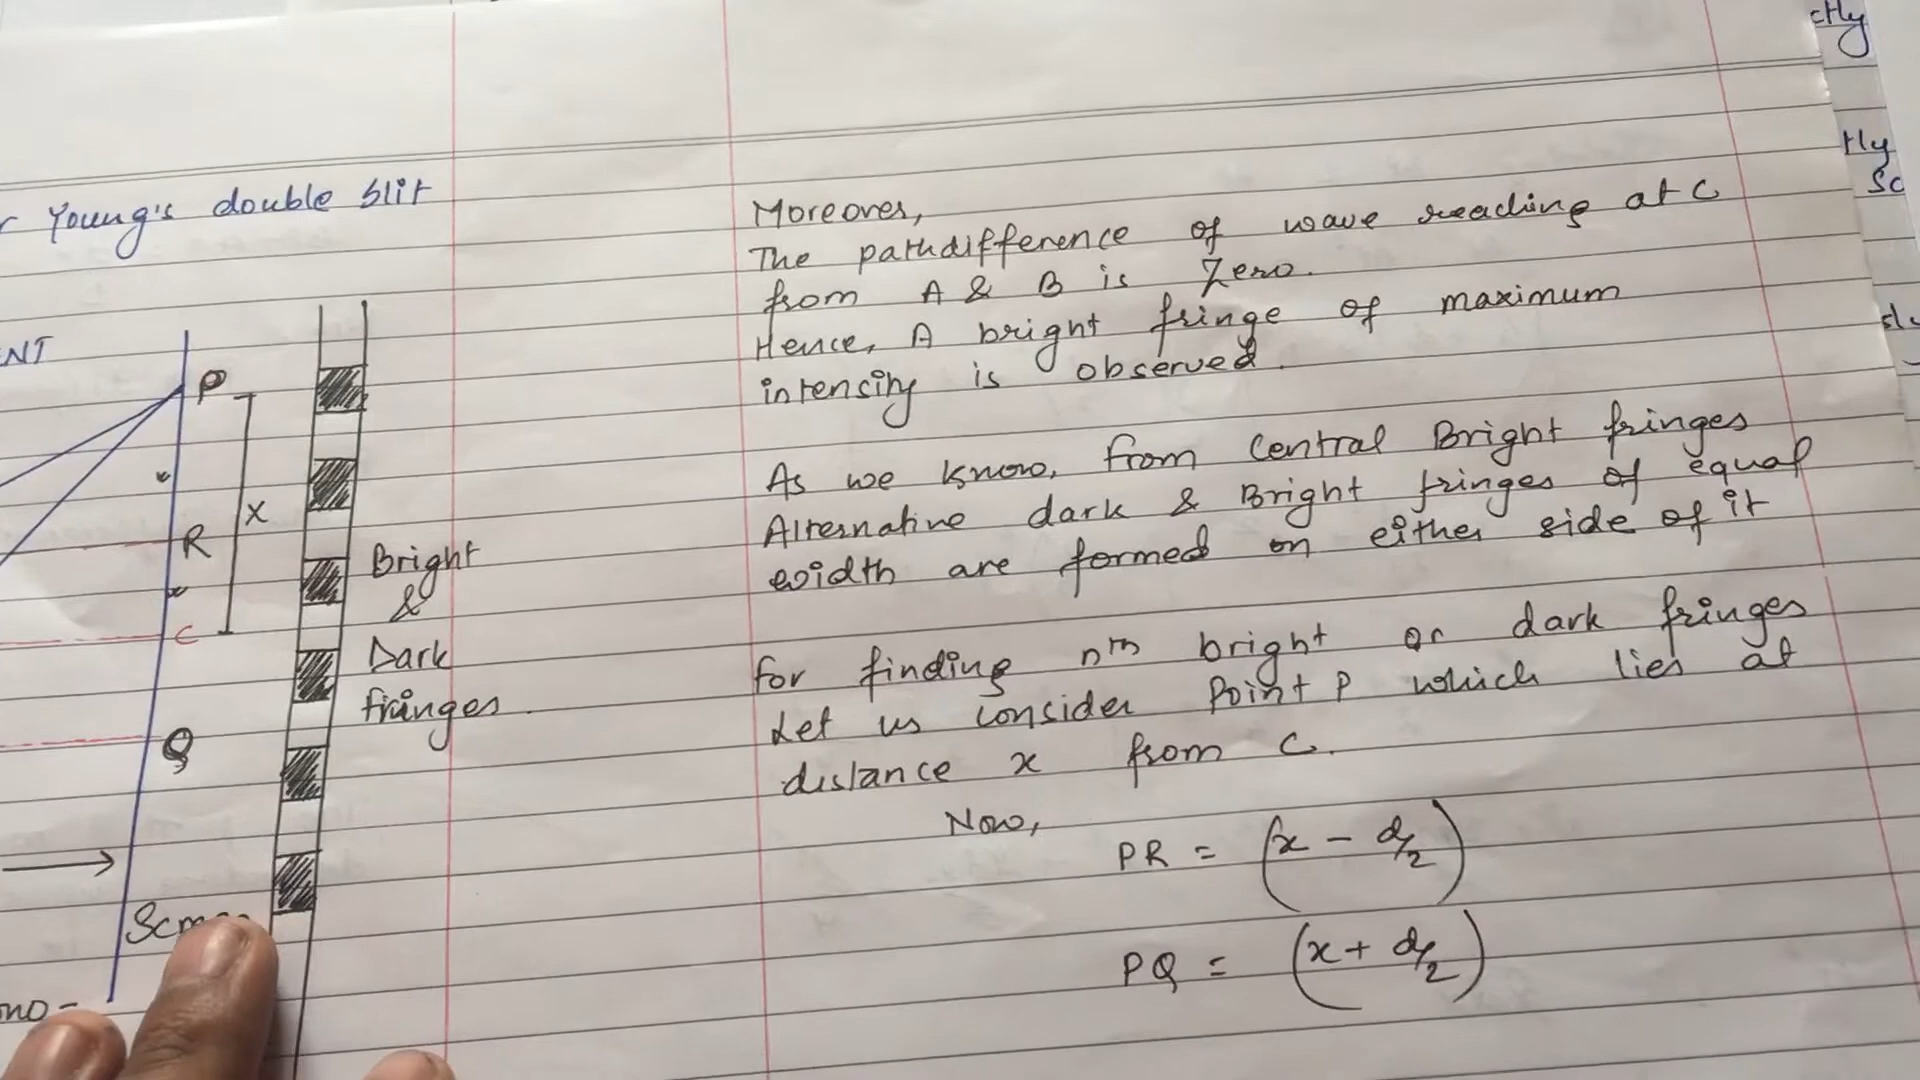 Young's double slit
NT
P
X
R
C
Q
Bright
&
Dark
fringes.
Moreover,
The pathdifference of wave reaching at C
from A & B is Zero.
Hence, A bright fringe of maximum
intensity is observed.
As we know, from Central Bright fringes
Alternative dark & Bright fringes of equal
width are formed on either side of it
for finding nth bright or dark fringes
Let us consider Point P which lies at
distance x from C.
Now,
PR = (x - d/2)
PQ = (x + d/2)
ctly
tly
Sc